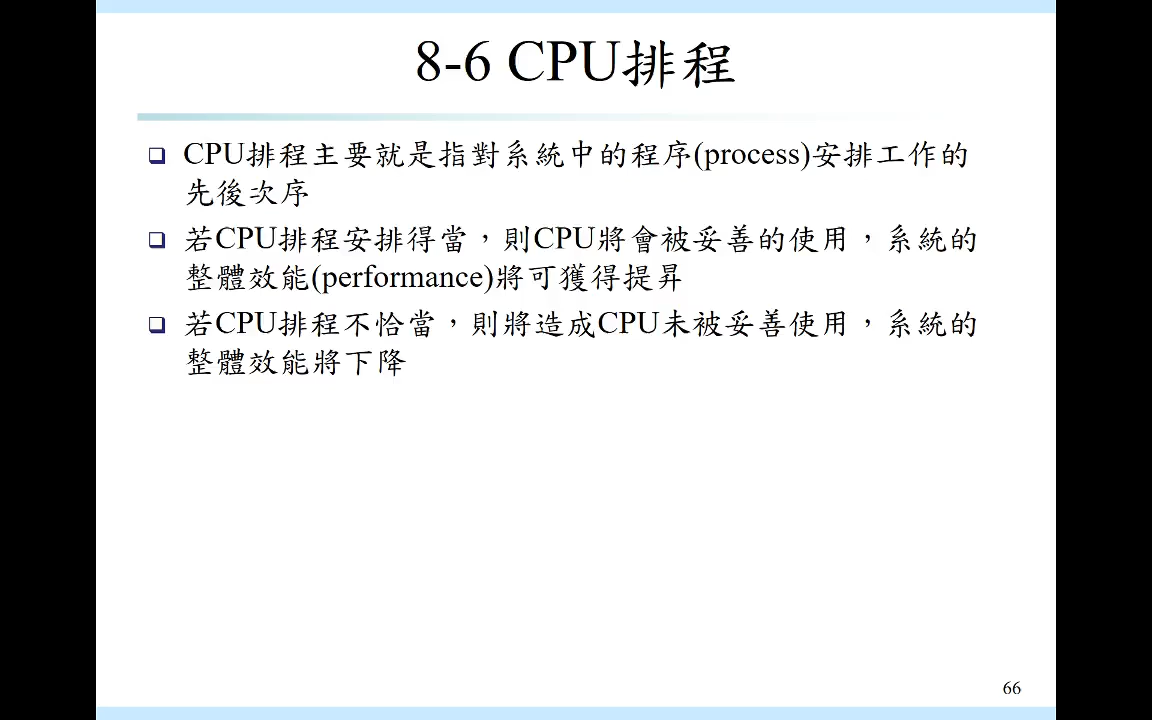 8-6 CPU排程
CPU排程主要就是指對系統中的程序(process)安排工作的
先後次序
若CPU排程安排得當，則CPU將會被妥善的使用，系統的
整體效能(performance)將可獲得提昇
若CPU排程不恰當，則將造成CPU未被妥善使用，系統的
整體效能將下降
66